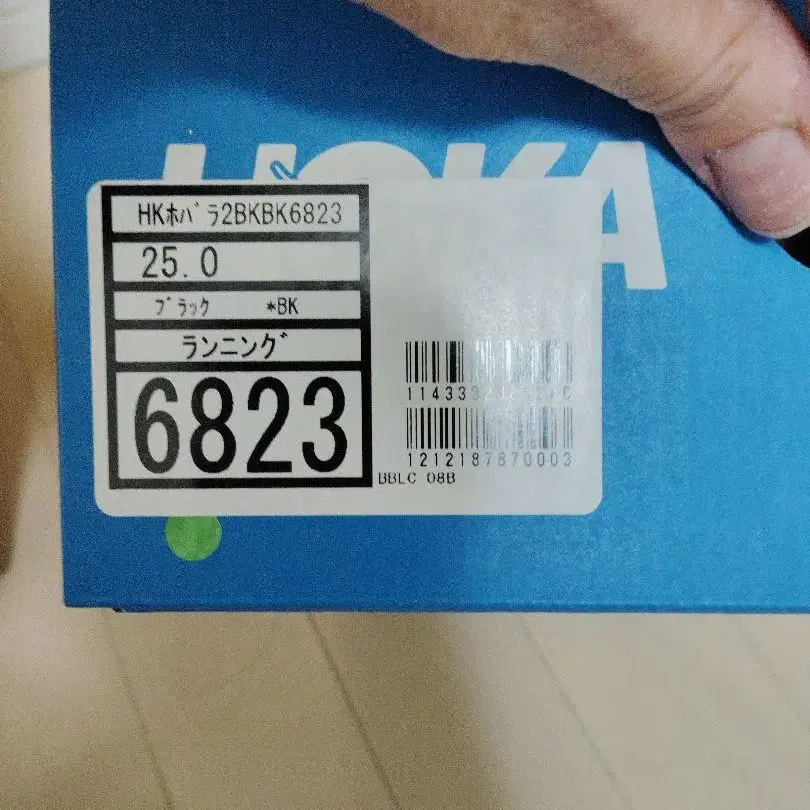 HOKA
HKホバラ2BKBK6823
25.0
ブラック *BK
ランニング
6823
1212187870003
BBLC 08B